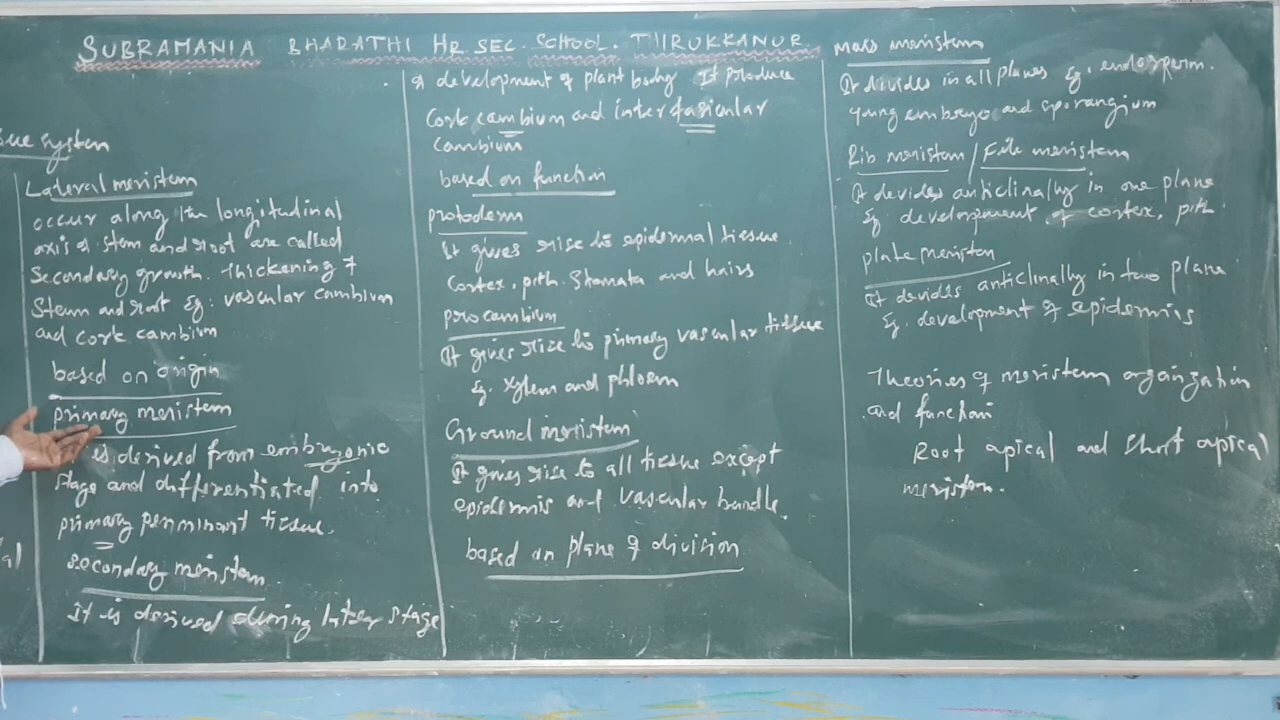 SUBRAMANIA BHARATHI HR. SEC. SCHOOL. THIRUKKANUR
sue system
Lateral meristem
occur along the longitudinal
axis of stem and root are called
Secondary growth. Thickening of
Stem and root Eg: vascular cambium
and cork cambium
based on origin
primary meristem
is derived from embryonic
stage and differentiated into
primary perminant tissue.
Secondary meristem
It is derived during later stage
of development of plant body It produce
Cork cambium and interfasicular
cambium
based on function
protoderm
It gives rise to epidermal tissue.
Cortex, pith. Stomata and hairs
procambium
It gives rise to primary vascular tissue
Eg. xylem and phloem
Ground meristem
It gives rise to all tissue except
epidermis and vascular bundle.
based on plane of division
Mass meristem
It divides in all planes Eg. endosperm.
young embryo and sporangium
Rib meristem / File meristem
It devides anticlinally in one plane
Eg. development of cortex, pith.
plate meristem
It devides anticlinally in two plane
Eg. development of epidermis
Theories of meristem organization
and function
Root apical and Shoot apical
meristem.